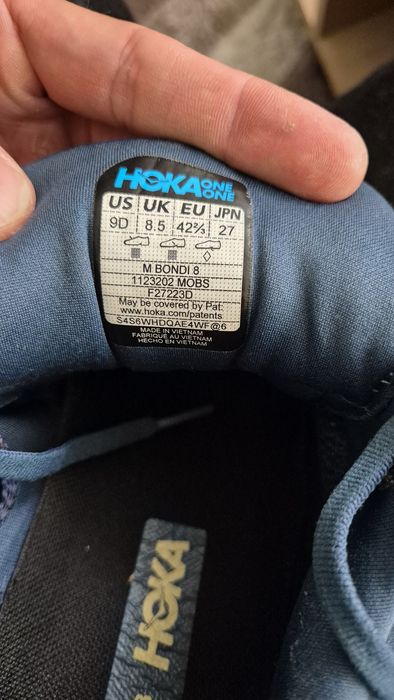 HOKA ONE ONE
US UK EU JPN
9D 8.5 42⅔ 27
M BONDI 8
1123202 MOBS
F27223D
May be covered by Pat:
www.hoka.com/patents
S4S6WHDQAE4WF@6
MADE IN VIETNAM
FABRIQUÉ AU VIETNAM
HECHO EN VIETNAM
HOKA